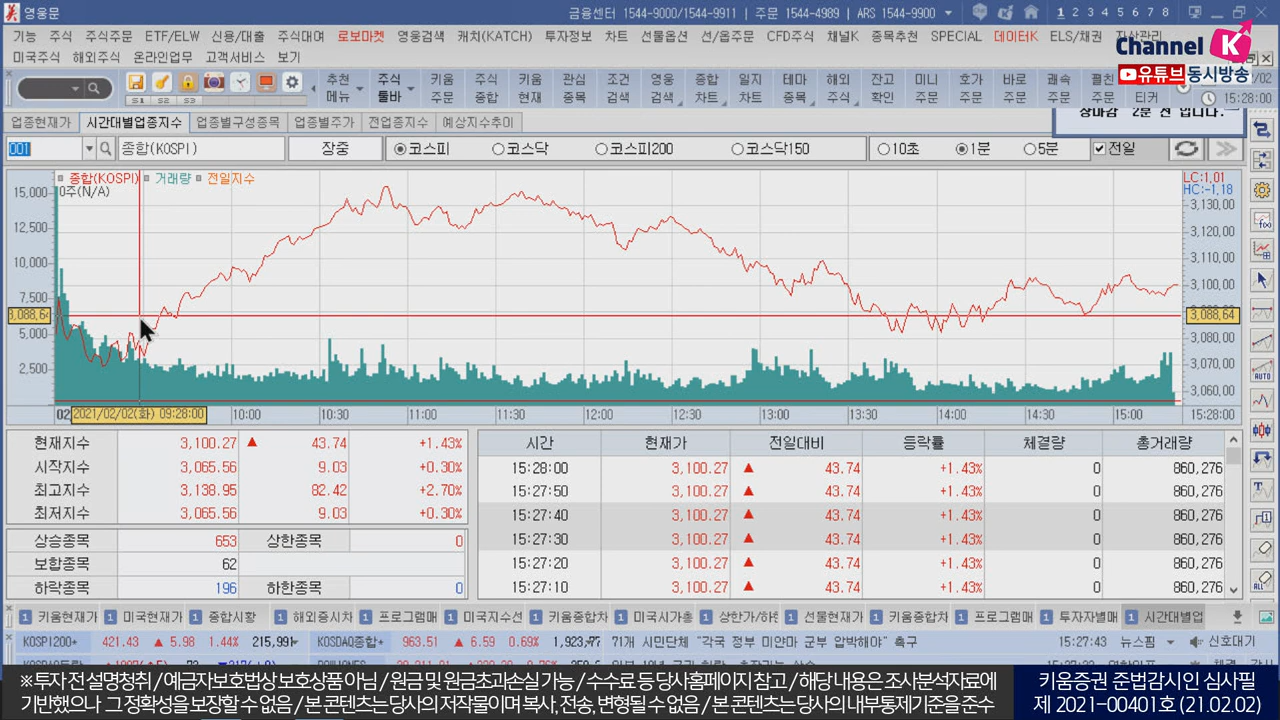 영웅문
금융센터 1544-9000/1544-9911 | 주문 1544-4989 | ARS 1544-9900
1 2 3 4 5 6 7 8
기능 주식 주식주문 ETF/ELW 신용/대출 주식대여 로보마켓 영웅검색 캐치(KATCH) 투자정보 차트 선물옵션 선/옵주문 CFD주식 채널K 종목추천 SPECIAL 데이터K ELS/채권 자산관리
미국주식 해외주식 온라인업무 고객서비스 보기
Channel K
유튜브 동시방송
S1 S2 S3
추천 메뉴 주식 툴바 키움 주문 주식 종합 키움 현재 관심 종목 조건 검색 영웅 검색 종합 차트 일지 차트 테마 종목 해외 주식 잔고 확인 미니 주문 호가 주문 바로 주문 쾌속 주문 펼친 주문 티커
15:28:00
업종현재가 시간대별업종지수 업종별구성종목 업종별주가 전업종지수 예상지수추이
장마감 2분 전 입니다.
001 종합(KOSPI) 장중 코스피 코스닥 코스피200 코스닥150 10초 1분 5분 전일
종합(KOSPI) 거래량 전일지수
0주(N/A)
LC:1,01
HC:-1,18
15,000
12,500
10,000
7,500
5,000
2,500
3,088,64
3,130,00
3,120,00
3,110,00
3,100,00
3,088,64
3,080,00
3,070,00
3,060,00
02 2021/02/02(화) 09:28:00 10:00 10:30 11:00 11:30 12:00 12:30 13:00 13:30 14:00 14:30 15:00 15:28:00
현재지수 3,100.27 ▲ 43.74 +1.43%
시작지수 3,065.56 9.03 +0.30%
최고지수 3,138.95 82.42 +2.70%
최저지수 3,065.56 9.03 +0.30%
상승종목 653 상한종목 0
보합종목 62
하락종목 196 하한종목 0
시간 현재가 전일대비 등락률 체결량 총거래량
15:28:00 3,100.27 ▲ 43.74 +1.43% 0 860,276
15:27:50 3,100.27 ▲ 43.74 +1.43% 0 860,276
15:27:40 3,100.27 ▲ 43.74 +1.43% 0 860,276
15:27:30 3,100.27 ▲ 43.74 +1.43% 0 860,276
15:27:20 3,100.27 ▲ 43.74 +1.43% 0 860,276
15:27:10 3,100.27 ▲ 43.74 +1.43% 0 860,276
1 키움현재가 1 미국현재가 1 종합시황 1 해외증시차 1 프로그램매 1 미국지수선 1 키움종합차 1 미국시가총 1 상한가/하한 1 선물현재가 1 키움종합차 1 프로그램매 1 투자자별매 1 시간대별업
KOSPI200 421.43 ▲ 5.98 1.44% 215,991 KOSDAQ종합 963.51 ▲ 6.59 0.69% 71개 시민단체 "각국 정부 미얀마 군부 압박해야" 촉구 15:27:43 뉴스핌 신호대기
※ 투자 전 설명청취 / 예금자보호법상 보호상품 아님 / 원금 및 원금초과손실 가능 / 수수료 등 당사홈페이지 참고 / 해당 내용은 조사분석자료에
기반했으나 그 정확성을 보장할 수 없음 / 본 콘텐츠는 당사의 저작물이며 복사, 전송, 변형될 수 없음 / 본 콘텐츠는 당사의 내부통제기준을 준수
키움증권 준법감시인 심사필
제 2021-00401호 (21.02.02)